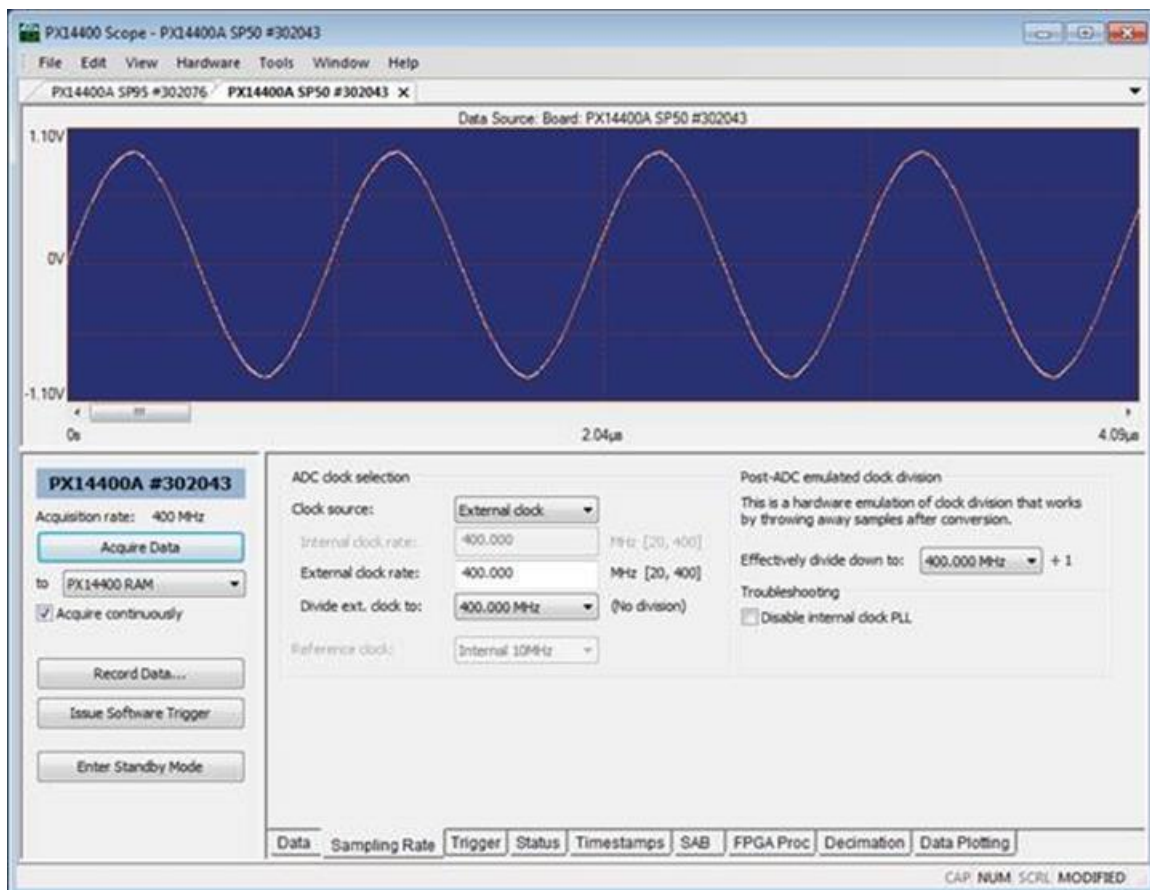 PX14400 Scope - PX14400A SP50 #302043
File Edit View Hardware Tools Window Help
PX14400A SP95 #302076 PX14400A SP50 #302043 X
Data Source: Board: PX14400A SP50 #302043
1.10V
0V
-1.10V
0s 2.04µs 4.09µs
PX14400A #302043
Acquisition rate: 400 MHz
Acquire Data
to PX14400 RAM
Acquire continuously
Record Data...
Issue Software Trigger
Enter Standby Mode
ADC clock selection
Clock source: External clock
Internal clock rate: 400.000 MHz [20, 400]
External clock rate: 400.000 MHz [20, 400]
Divide ext. clock to: 400.000 MHz (No division)
Reference clock: Internal 10MHz
Post-ADC emulated clock division
This is a hardware emulation of clock division that works
by throwing away samples after conversion.
Effectively divide down to: 400.000 MHz ÷ 1
Troubleshooting
Disable internal clock PLL
Data Sampling Rate Trigger Status Timestamps SAB FPGA Proc Decimation Data Plotting
CAP NUM SCRL MODIFIED